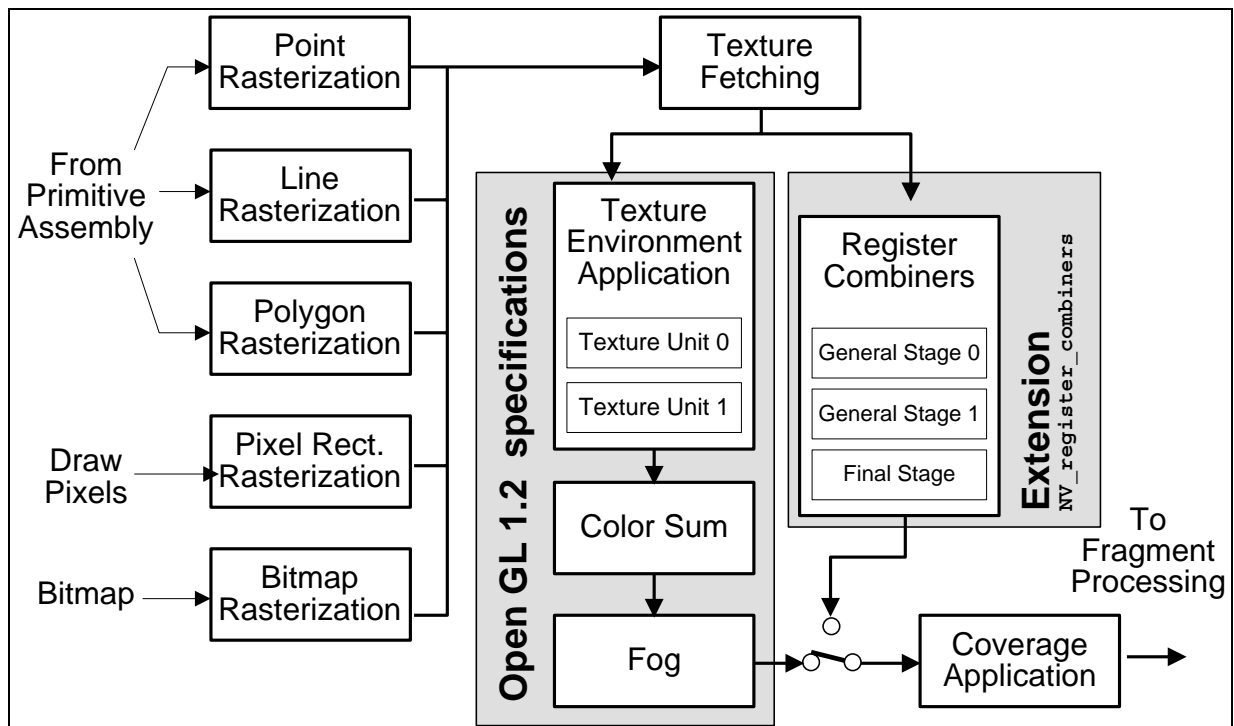 Point
Rasterization
Texture
Fetching
From
Primitive
Assembly
Line
Rasterization
Polygon
Rasterization
Draw
Pixels
Pixel Rect.
Rasterization
Bitmap
Bitmap
Rasterization
Open GL 1.2 specifications
Texture
Environment
Application
Texture Unit 0
Texture Unit 1
Color Sum
Fog
Register
Combiners
General Stage 0
General Stage 1
Final Stage
Extension
NV_register_combiners
To
Fragment
Processing
Coverage
Application